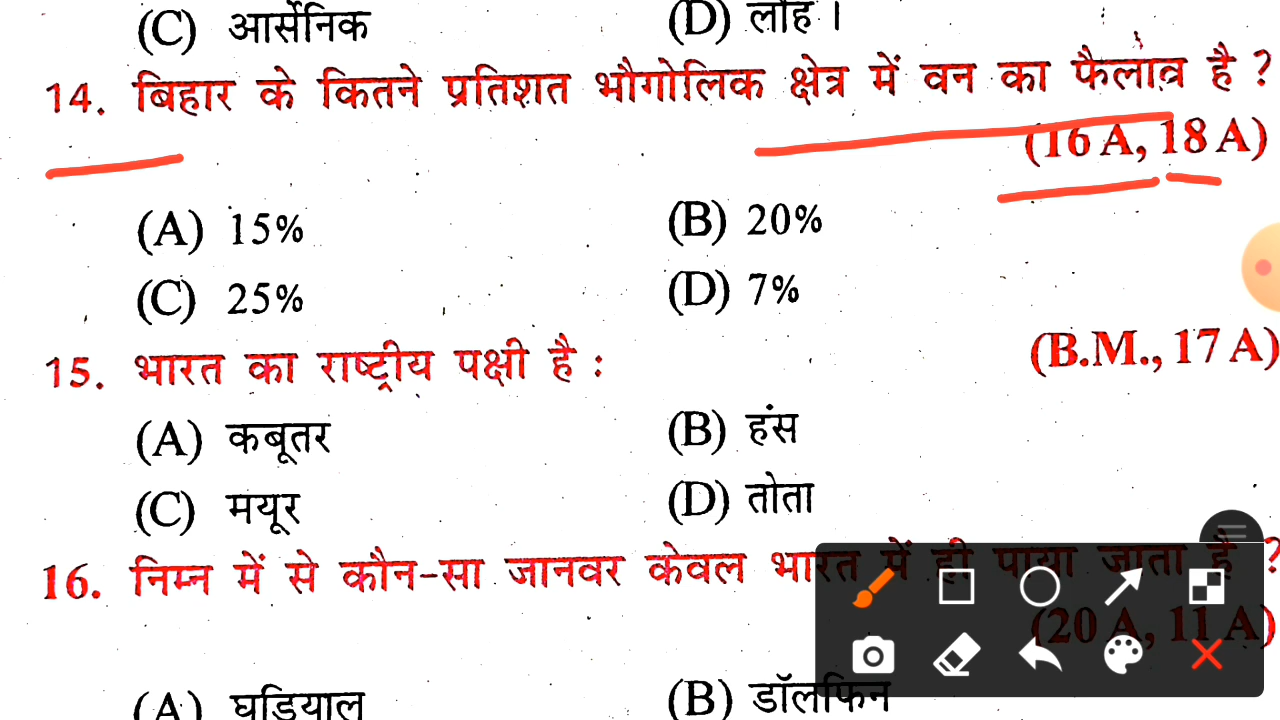 (C) आर्सेनिक (D) लौह ।
14. बिहार के कितने प्रतिशत भौगोलिक क्षेत्र में वन का फैलाव है ?
(16 A, 18 A)
(A) 15% (B) 20%
(C) 25% (D) 7%
15. भारत का राष्ट्रीय पक्षी है : (B.M., 17 A)
(A) कबूतर (B) हंस
(C) मयूर (D) तोता
16. निम्न में से कौन-सा जानवर केवल भारत में ही पाया जाता है ?
(20 A, 11 A)
(A) घड़ियाल (B) डॉलफिन